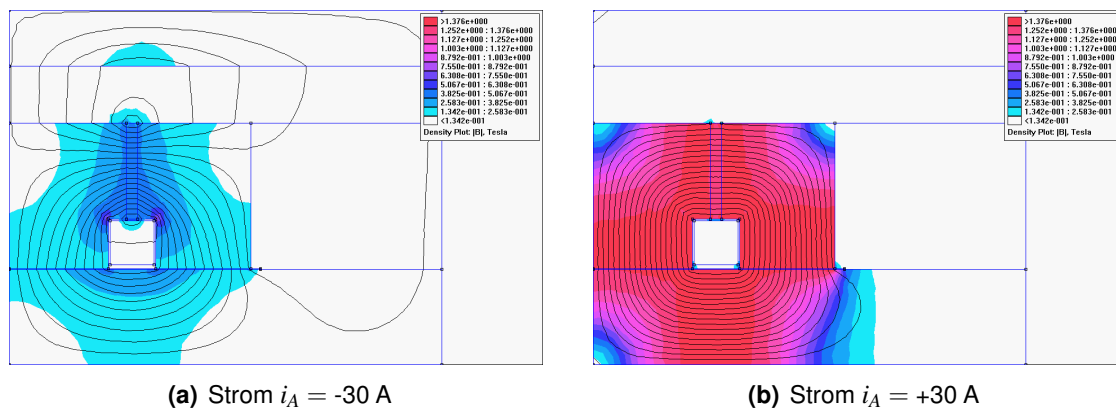 >1.376e+000
1.252e+000 : 1.376e+000
1.127e+000 : 1.252e+000
1.003e+000 : 1.127e+000
8.792e-001 : 1.003e+000
7.550e-001 : 8.792e-001
6.308e-001 : 7.550e-001
5.067e-001 : 6.308e-001
3.825e-001 : 5.067e-001
2.583e-001 : 3.825e-001
1.342e-001 : 2.583e-001
<1.342e-001
Density Plot: |B|, Tesla
>1.376e+000
1.252e+000 : 1.376e+000
1.127e+000 : 1.252e+000
1.003e+000 : 1.127e+000
8.792e-001 : 1.003e+000
7.550e-001 : 8.792e-001
6.308e-001 : 7.550e-001
5.067e-001 : 6.308e-001
3.825e-001 : 5.067e-001
2.583e-001 : 3.825e-001
1.342e-001 : 2.583e-001
<1.342e-001
Density Plot: |B|, Tesla
(a) Strom i_A = -30 A
(b) Strom i_A = +30 A